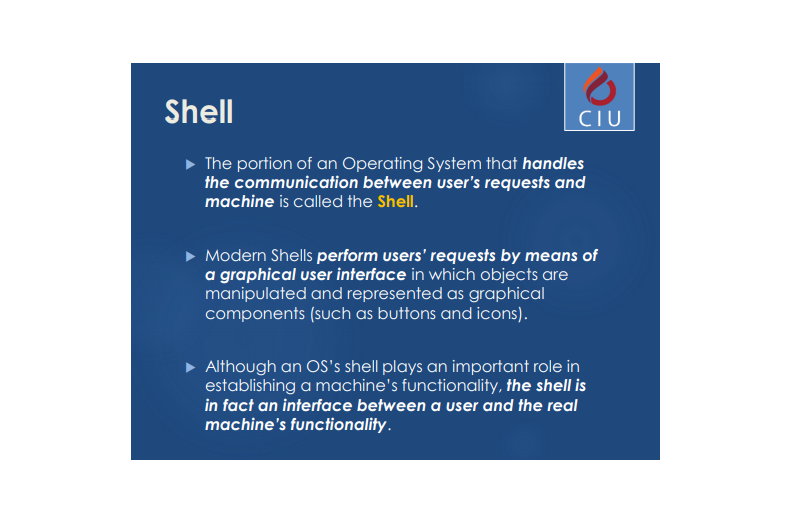 CIU
Shell
The portion of an Operating System that handles
the communication between user’s requests and
machine is called the Shell.
Modern Shells perform users’ requests by means of
a graphical user interface in which objects are
manipulated and represented as graphical
components (such as buttons and icons).
Although an OS’s shell plays an important role in
establishing a machine’s functionality, the shell is
in fact an interface between a user and the real
machine’s functionality.